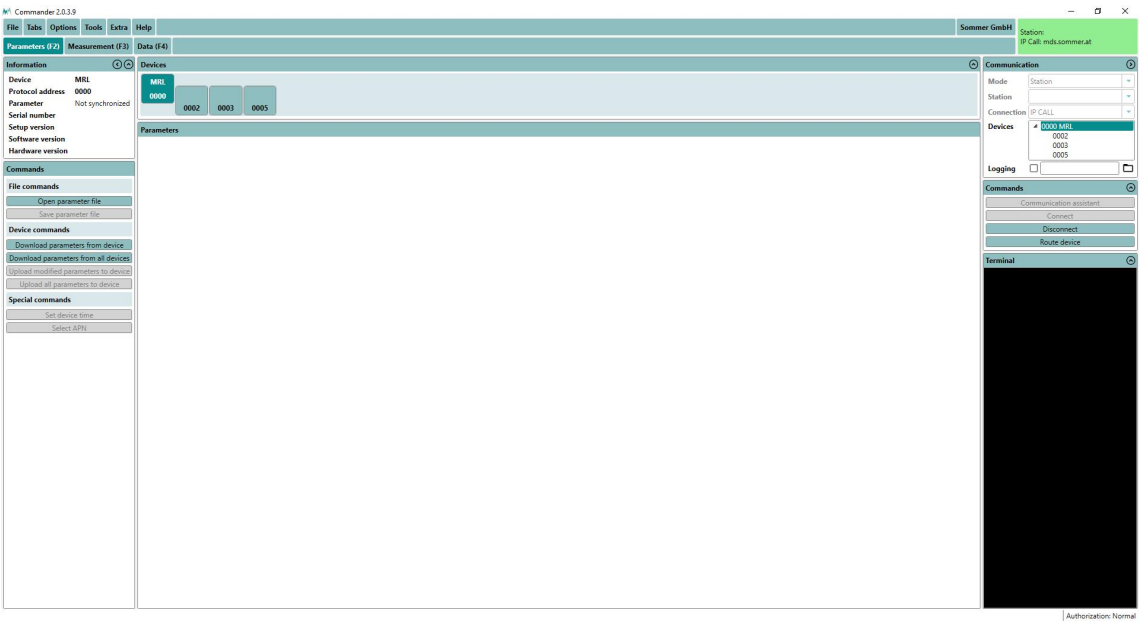 Commander 2.0.3.9
File Tabs Options Tools Extra Help
Sommer GmbH
Station:
IP Call: mds.sommer.at
Parameters (F2) Measurement (F3) Data (F4)
Information
Device MRL
Protocol address 0000
Parameter Not synchronized
Serial number
Setup version
Software version
Hardware version
Commands
File commands
Open parameter file
Save parameter file
Device commands
Download parameters from device
Download parameters from all devices
Upload modified parameters to device
Upload all parameters to device
Special commands
Set device time
Select APN
Devices
MRL
0000
0002 0003 0005
Parameters
Communication
Mode Station
Station
Connection IP CALL
Devices 0000 MRL
0002
0003
0005
Logging
Commands
Communication assistant
Connect
Disconnect
Route device
Terminal
Authorization: Normal